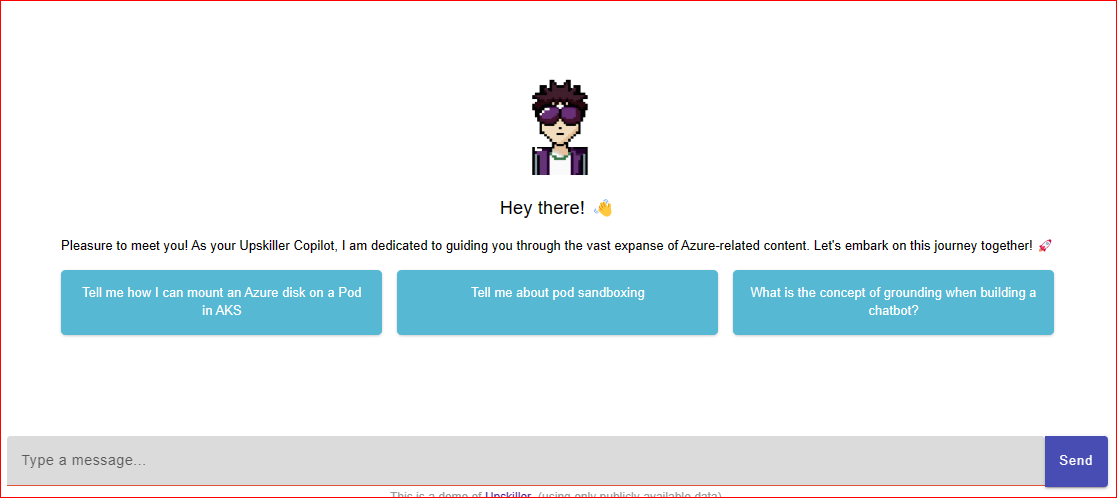 Hey there! 👋
Pleasure to meet you! As your Upskiller Copilot, I am dedicated to guiding you through the vast expanse of Azure-related content. Let's embark on this journey together! 🚀
Tell me how I can mount an Azure disk on a Pod
in AKS
Tell me about pod sandboxing
What is the concept of grounding when building a
chatbot?
Type a message...
Send
This is a demo of Upskiller (using only publicly available data)